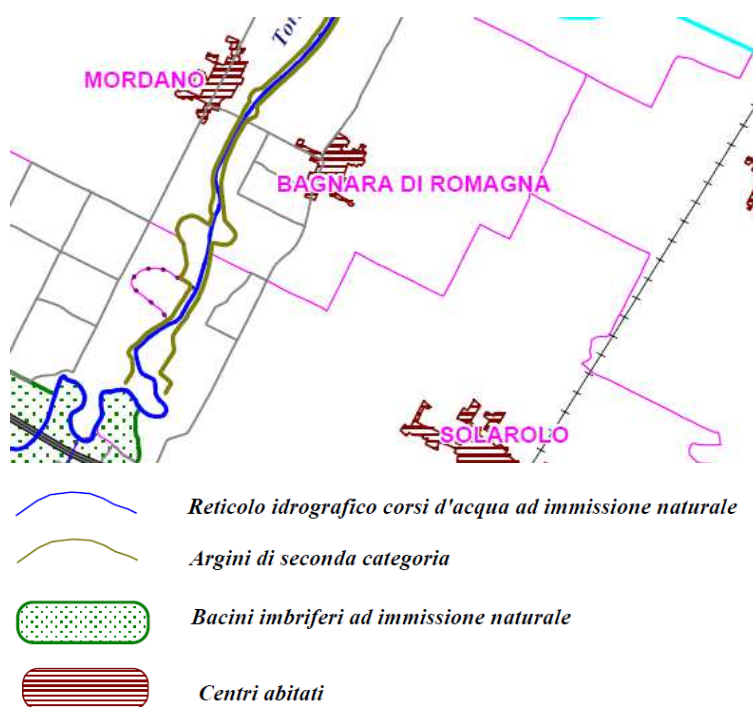 MORDANO
BAGNARA DI ROMAGNA
SOLAROLO
Reticolo idrografico corsi d'acqua ad immissione naturale
Argini di seconda categoria
Bacini imbriferi ad immissione naturale
Centri abitati